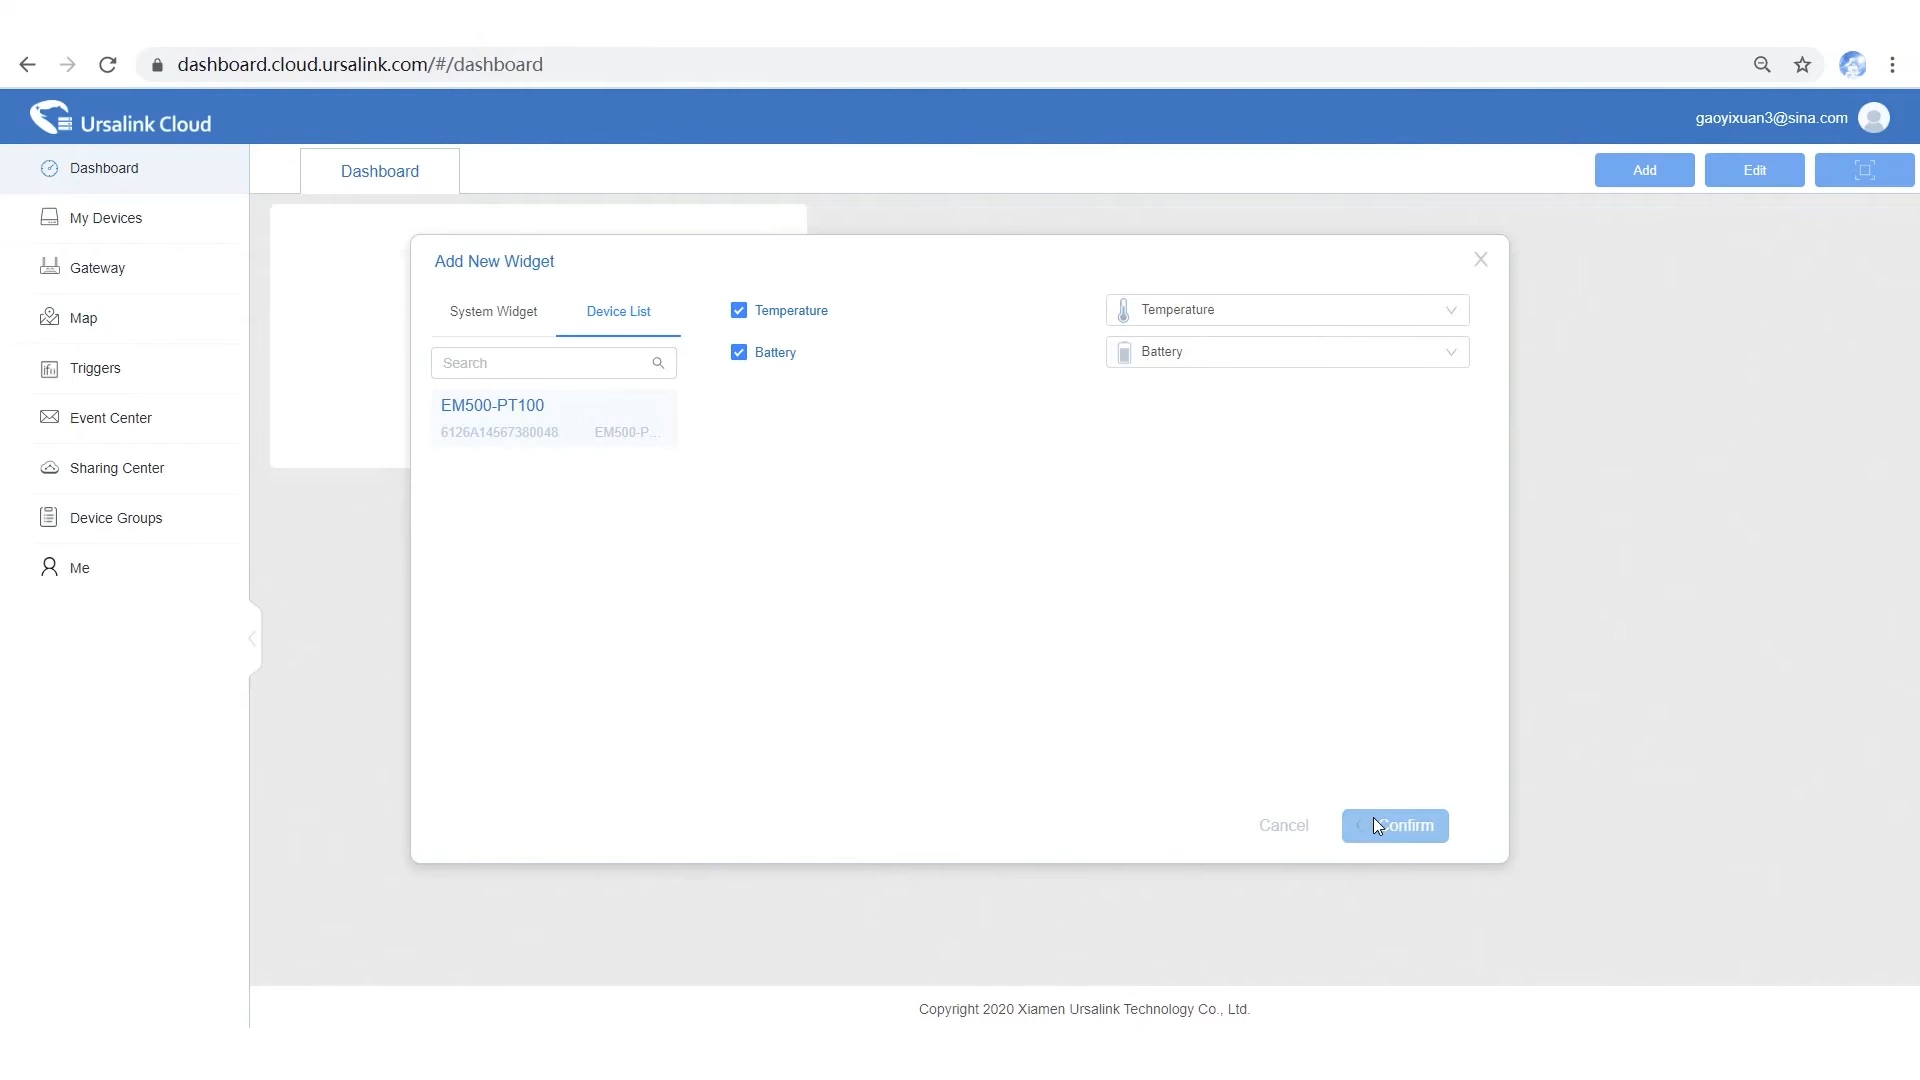 dashboard.cloud.ursalink.com/#/dashboard
Ursalink Cloud
gaoyixuan3@sina.com
Dashboard
My Devices
Gateway
Map
Triggers
Event Center
Sharing Center
Device Groups
Me
Dashboard
Add
Edit
Add New Widget
System Widget
Device List
Search
EM500-PT100
6126A14567380048
EM500-P...
Temperature
Battery
Temperature
Battery
Cancel
Confirm
Copyright 2020 Xiamen Ursalink Technology Co., Ltd.